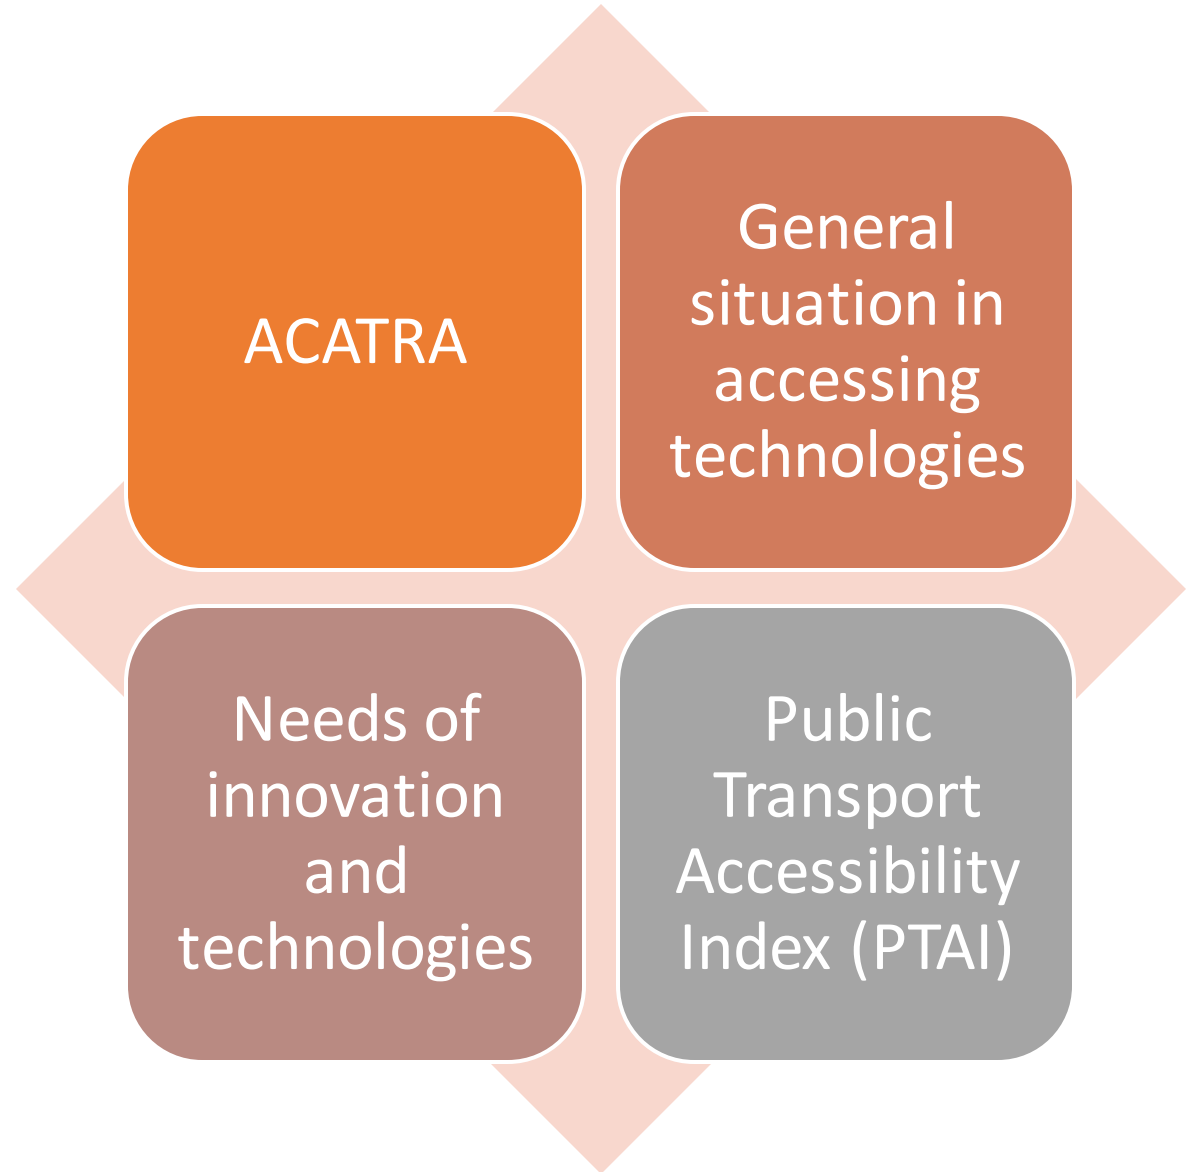 ACATRA
General
situation in
accessing
technologies
Needs of
innovation
and
technologies
Public
Transport
Accessibility
Index (PTAI)